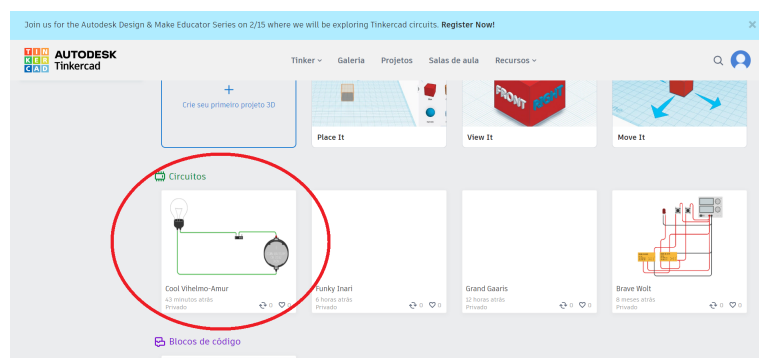 Join us for the Autodesk Design & Make Educator Series on 2/15 where we will be exploring Tinkercad circuits. Register Now!
TIN
KER
CAD
AUTODESK
Tinkercad
Tinker
Galeria
Projetos
Salas de aula
Recursos
Crie seu primeiro projeto 3D
Place It
FRONT
RIGHT
View It
Move It
Circuitos
Cool Vihelmo-Amur
43 minutos atrás
Privado
0
0
Funky Inari
6 horas atrás
Privado
0
0
Grand Gaaris
12 horas atrás
Privado
0
0
Brave Wolt
8 meses atrás
Privado
0
0
Blocos de código